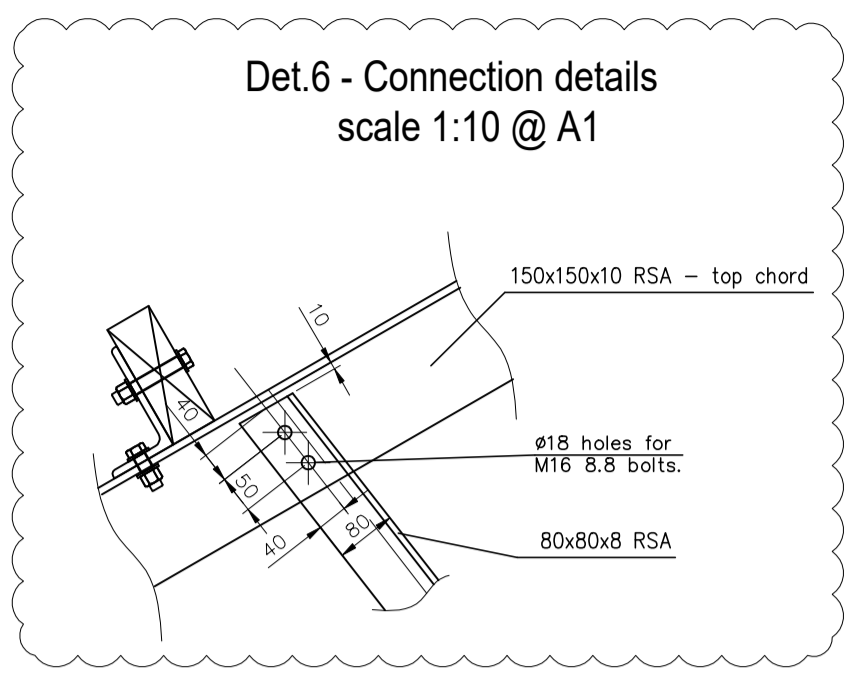 Det.6 - Connection details
scale 1:10 @ A1
150x150x10 RSA - top chord
10
40
ø18 holes for
M16 8.8 bolts.
50
40
80
80x80x8 RSA